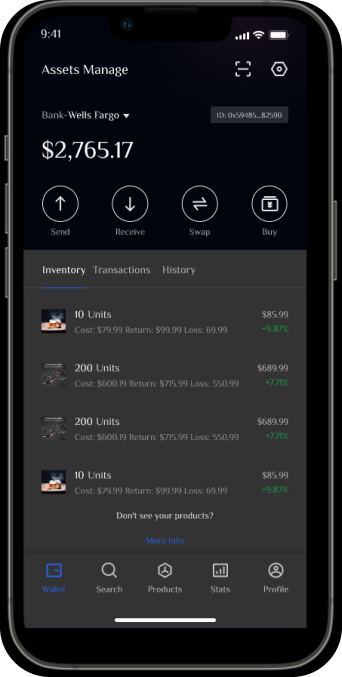 9:41
Assets Manage
Bank-Wells Fargo
ID: 0x59485...82590
$2,765.17
Send Receive Swap Buy
Inventory Transactions History
10 Units $85.99
Cost: $79.99 Return: $99.99 Loss: 69.99 +9.87%
200 Units $689.99
Cost: $600.19 Return: $715.99 Loss: 550.99 +7.71%
200 Units $689.99
Cost: $600.19 Return: $715.99 Loss: 550.99 +7.71%
10 Units $85.99
Cost: $79.99 Return: $99.99 Loss: 69.99 +9.87%
Don't see your products?
More Info
Wallet Search Products Stats Profile